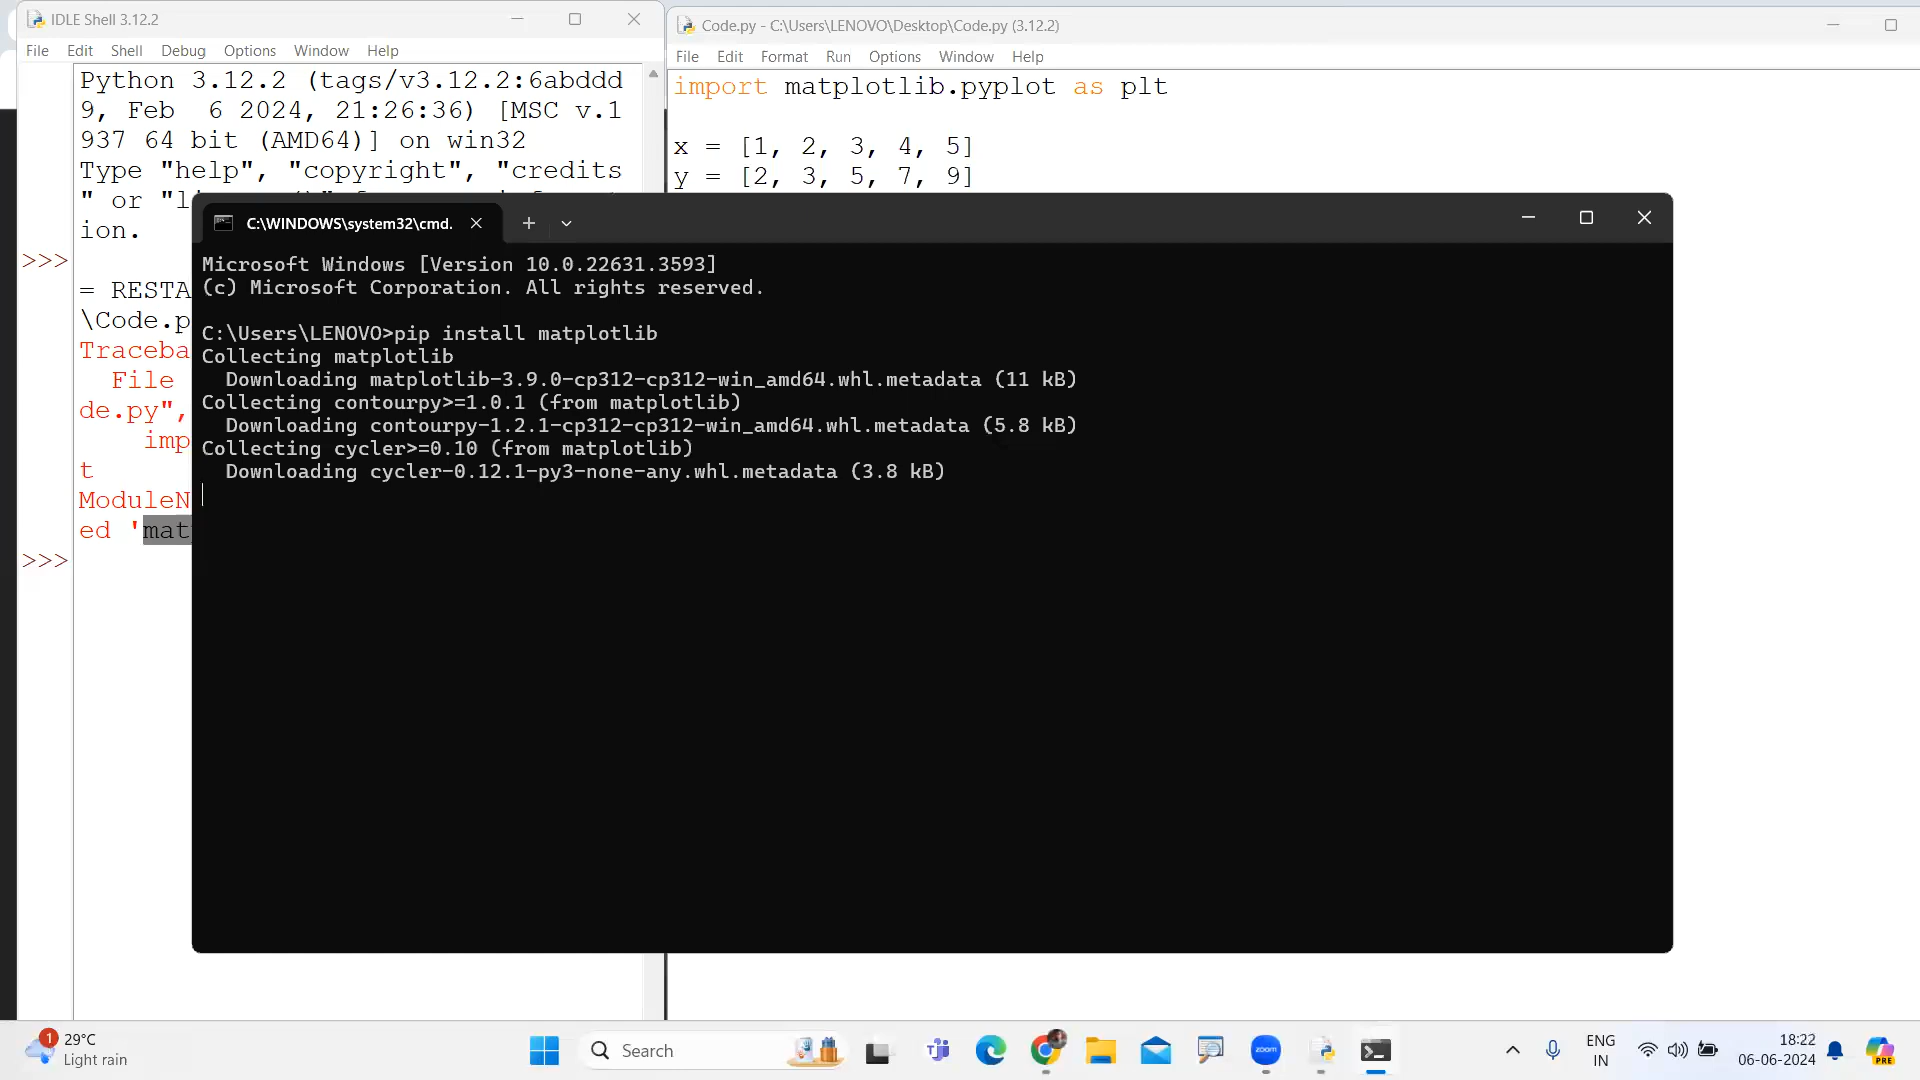 IDLE Shell 3.12.2
File Edit Shell Debug Options Window Help
Python 3.12.2 (tags/v3.12.2:6abddd
9, Feb  6 2024, 21:26:36) [MSC v.1
937 64 bit (AMD64)] on win32
Type "help", "copyright", "credits
" or
ion.
>>>
= RESTA
\Code.p
Traceba
File
de.py",
imp
t
ModuleN
ed 'mat
>>>
Code.py - C:\Users\LENOVO\Desktop\Code.py (3.12.2)
File Edit Format Run Options Window Help
import matplotlib.pyplot as plt
x = [1, 2, 3, 4, 5]
y = [2, 3, 5, 7, 9]
C:\WINDOWS\system32\cmd.
Microsoft Windows [Version 10.0.22631.3593]
(c) Microsoft Corporation. All rights reserved.
C:\Users\LENOVO>pip install matplotlib
Collecting matplotlib
Downloading matplotlib-3.9.0-cp312-cp312-win_amd64.whl.metadata (11 kB)
Collecting contourpy>=1.0.1 (from matplotlib)
Downloading contourpy-1.2.1-cp312-cp312-win_amd64.whl.metadata (5.8 kB)
Collecting cycler>=0.10 (from matplotlib)
Downloading cycler-0.12.1-py3-none-any.whl.metadata (3.8 kB)
1
29°C
Light rain
Search
zoom
ENG
IN
18:22
06-06-2024
PRE